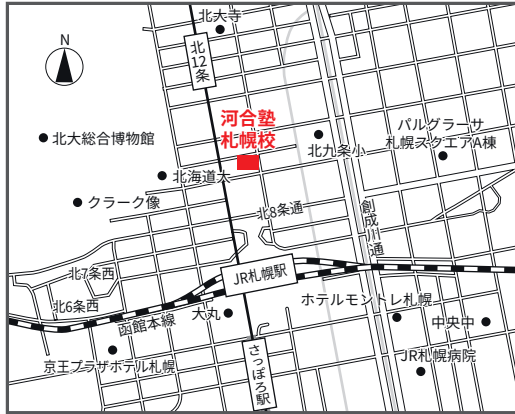 北大寺
N
北12条
河合塾
札幌校
北大総合博物館
北九条小
パルグラーサ
札幌スクエアA棟
北海道大
クラーク像
北8条通
創成川通
北7条西
JR札幌駅
北6条西
函館本線
大丸
ホテルモントレ札幌
中央中
京王プラザホテル札幌
さっぽろ駅
JR札幌病院